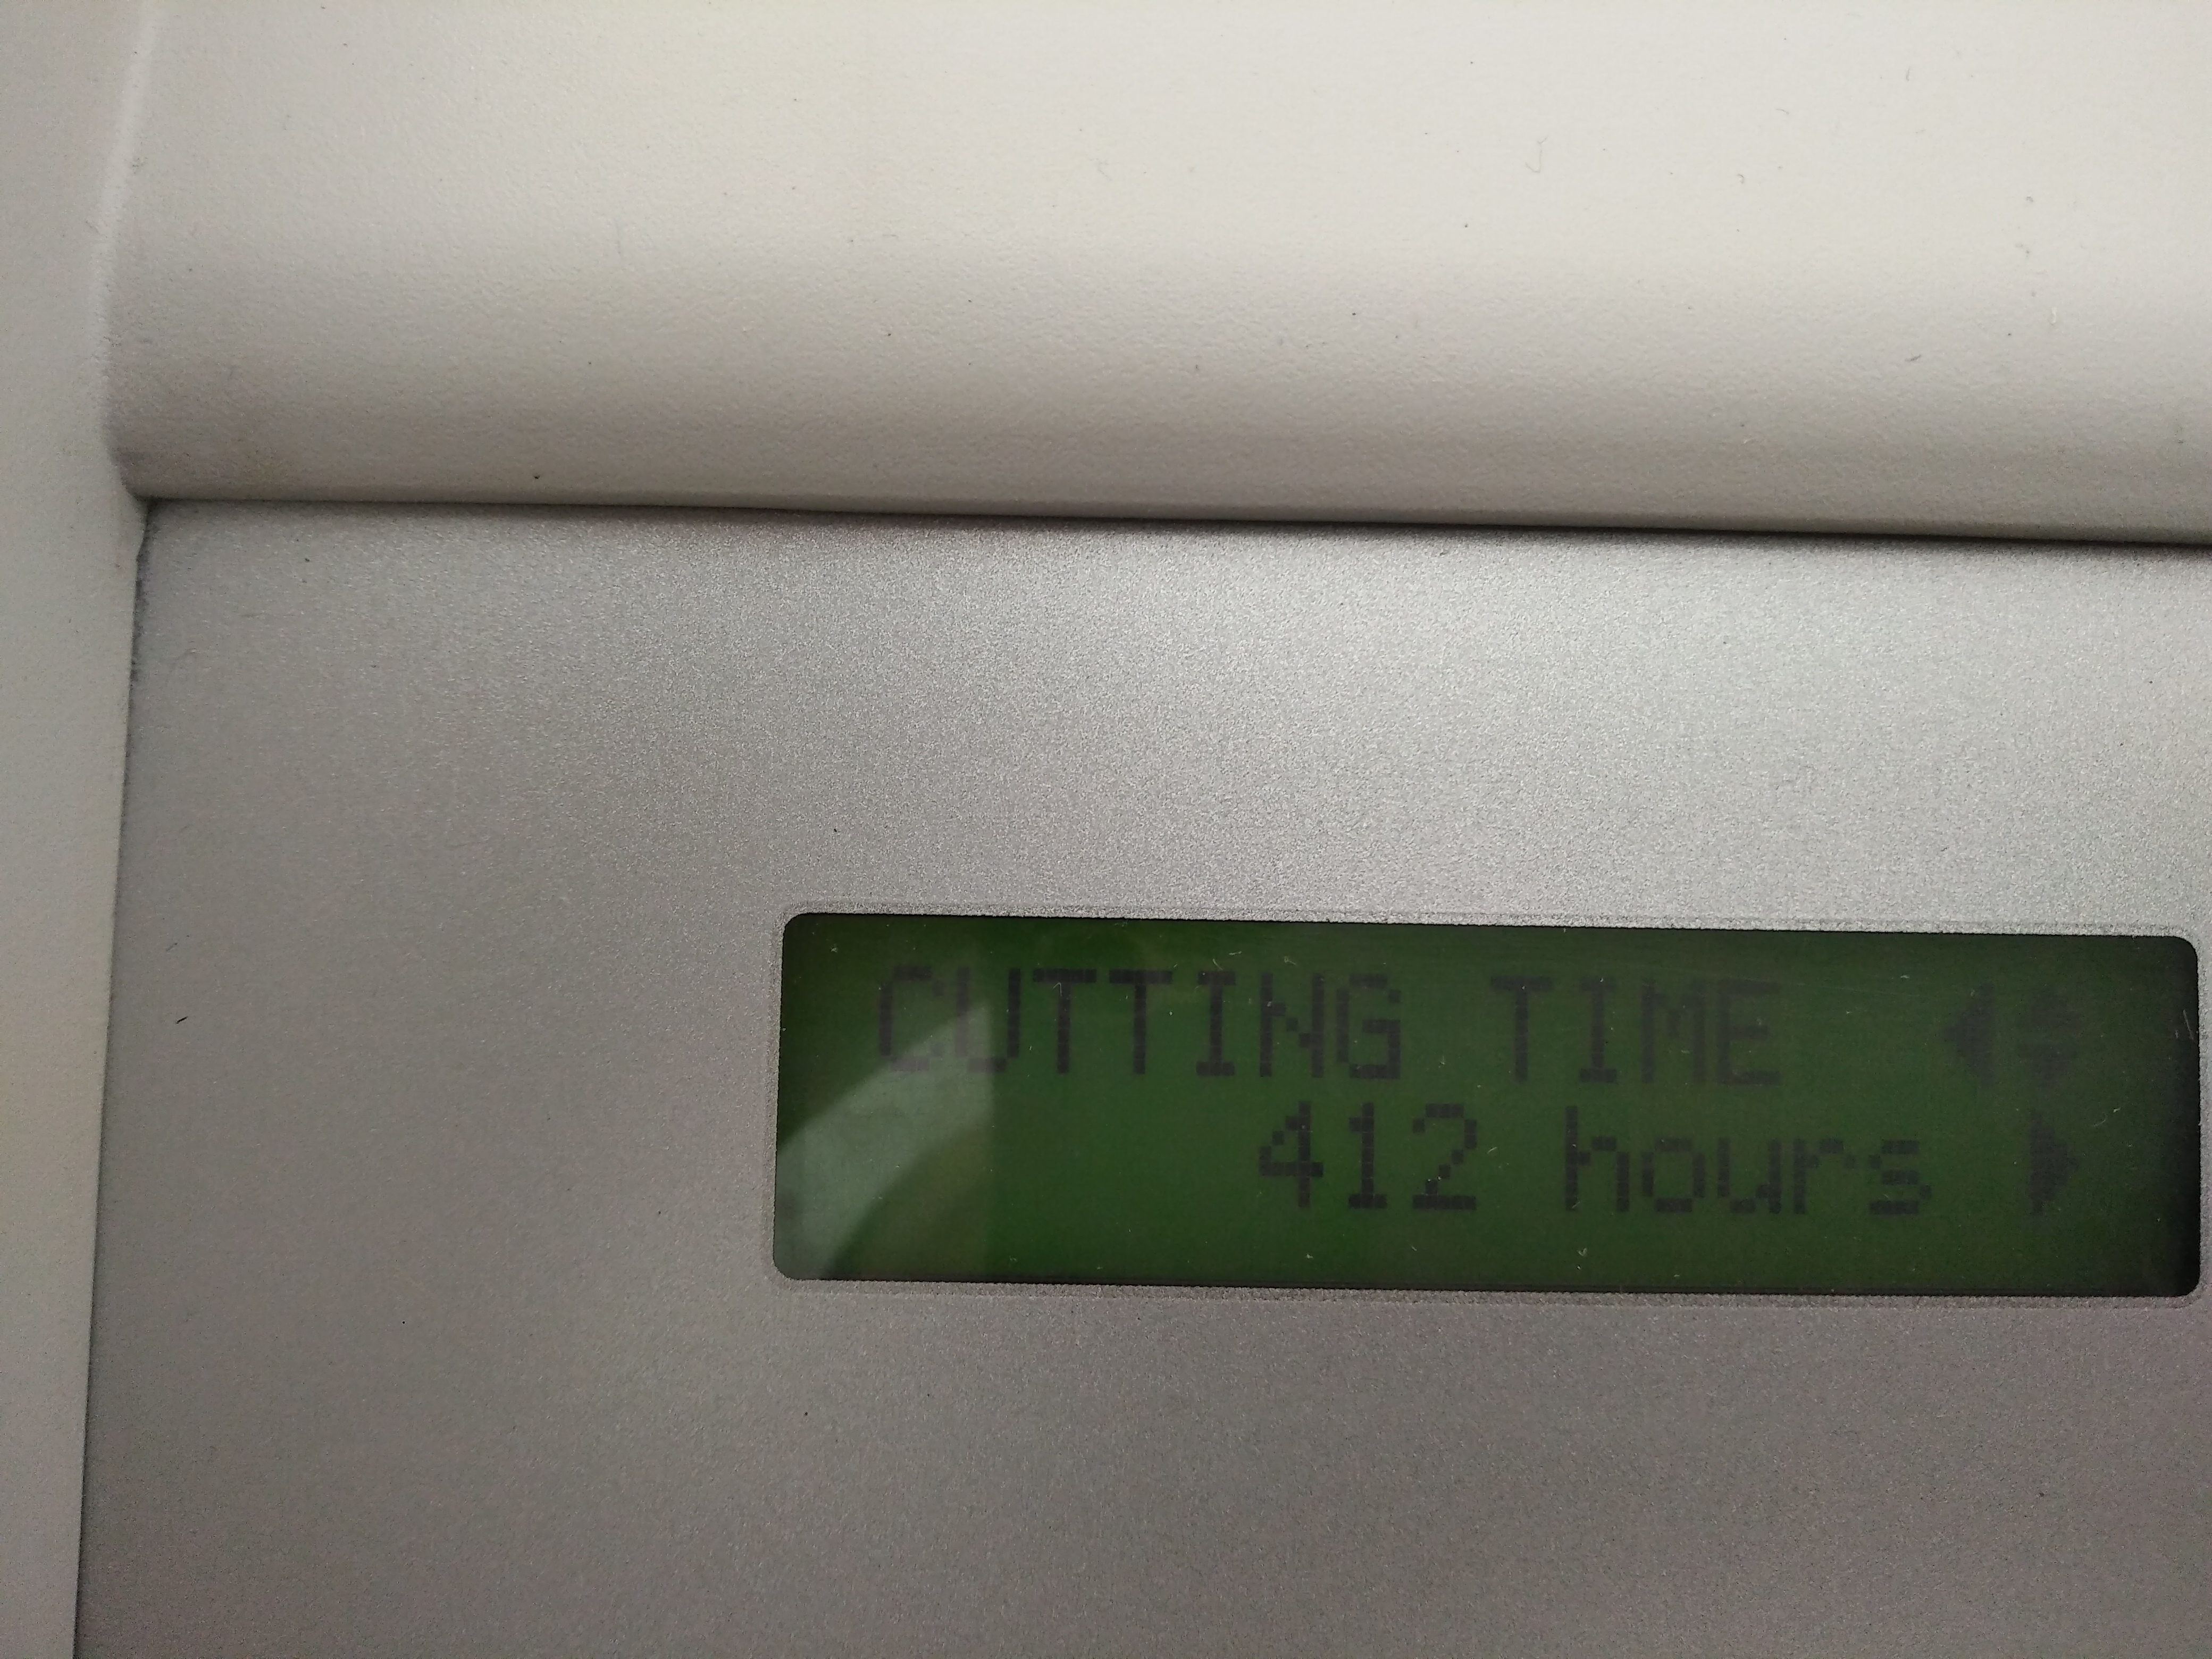 CUTTING TIME ◀ ♦
412 hours ▶